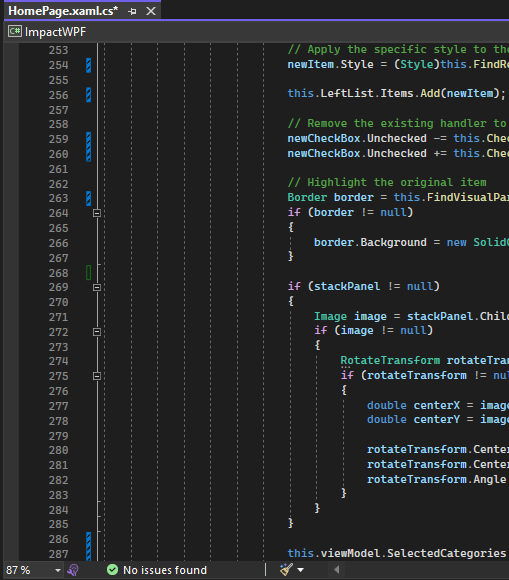 HomePage.xaml.cs*
C# ImpactWPF
253 // Apply the specific style to the
254 newItem.Style = (Style)this.FindRe
255
256 this.LeftList.Items.Add(newItem);
257
258 // Remove the existing handler to
259 newCheckBox.Unchecked -= this.Chec
260 newCheckBox.Unchecked += this.Chec
261
262 // Highlight the original item
263 Border border = this.FindVisualPar
264 if (border != null)
265 {
266 border.Background = new SolidC
267 }
268
269 if (stackPanel != null)
270 {
271 Image image = stackPanel.Child
272 if (image != null)
273 {
274 RotateTransform rotateTran
275 if (rotateTransform != nul
276 {
277 double centerX = image
278 double centerY = image
279
280 rotateTransform.Center
281 rotateTransform.Center
282 rotateTransform.Angle
283 }
284 }
285 }
286
287 this.viewModel.SelectedCategories
87 % No issues found